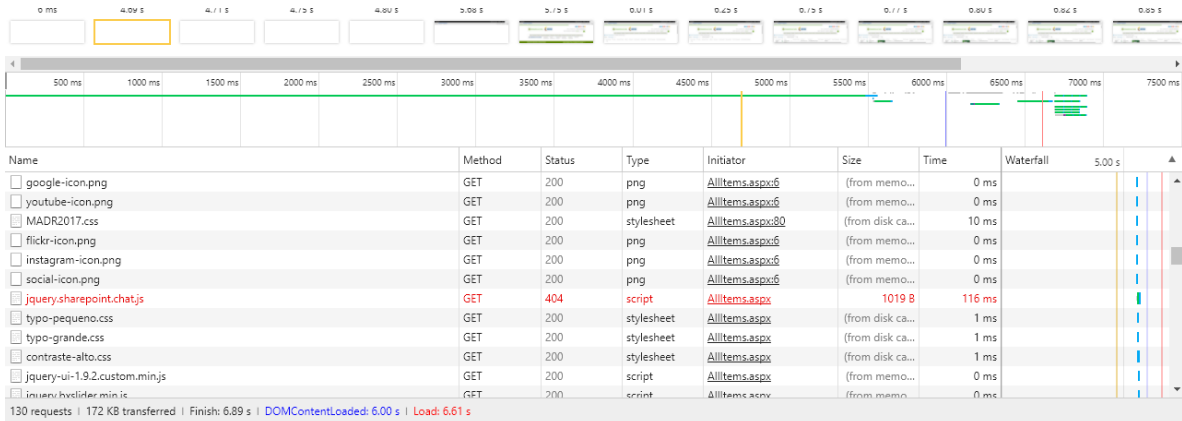 0 ms 4.69 s 4.71 s 4.75 s 4.80 s 5.68 s 5.75 s 6.01 s 6.25 s 6.75 s 6.77 s 6.80 s 6.82 s 6.85 s
500 ms 1000 ms 1500 ms 2000 ms 2500 ms 3000 ms 3500 ms 4000 ms 4500 ms 5000 ms 5500 ms 6000 ms 6500 ms 7000 ms 7500 ms
Name Method Status Type Initiator Size Time Waterfall 5.00 s
google-icon.png GET 200 png AllItems.aspx:6 (from memo... 0 ms
youtube-icon.png GET 200 png AllItems.aspx:6 (from memo... 0 ms
MADR2017.css GET 200 stylesheet AllItems.aspx:80 (from disk ca... 10 ms
flickr-icon.png GET 200 png AllItems.aspx:6 (from memo... 0 ms
instagram-icon.png GET 200 png AllItems.aspx:6 (from memo... 0 ms
social-icon.png GET 200 png AllItems.aspx:6 (from memo... 0 ms
jquery.sharepoint.chat.js GET 404 script AllItems.aspx 1019 B 116 ms
typo-pequeno.css GET 200 stylesheet AllItems.aspx (from disk ca... 1 ms
typo-grande.css GET 200 stylesheet AllItems.aspx (from disk ca... 1 ms
contraste-alto.css GET 200 stylesheet AllItems.aspx (from disk ca... 1 ms
jquery-ui-1.9.2.custom.min.js GET 200 script AllItems.aspx (from memo... 0 ms
jquery.bxslider.min.js GET 200 script AllItems.aspx (from memo... 0 ms
130 requests | 172 KB transferred | Finish: 6.89 s | DOMContentLoaded: 6.00 s | Load: 6.61 s